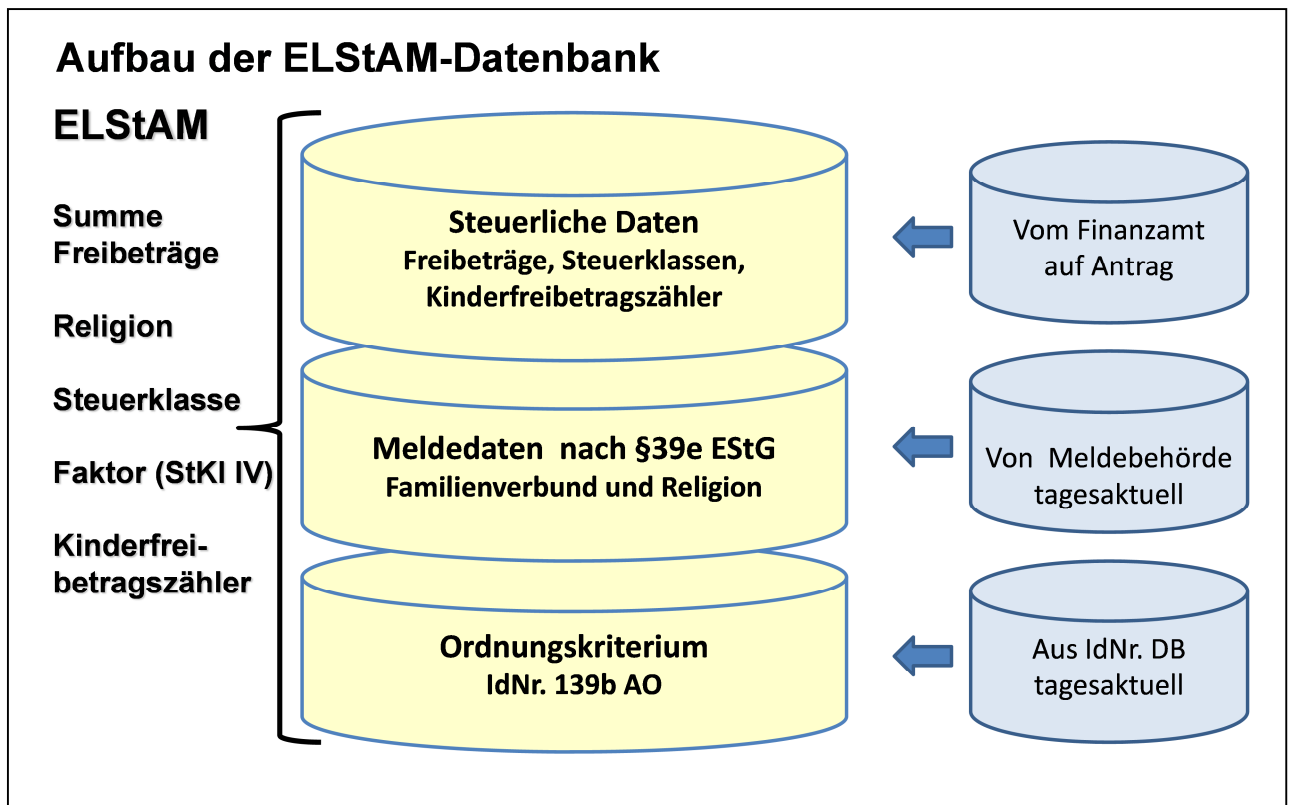 Aufbau der ELStAM-Datenbank
ELStAM
Summe
Freibeträge
Religion
Steuerklasse
Faktor (StKl IV)
Kinderfrei-
betragszähler
Steuerliche Daten
Freibeträge, Steuerklassen,
Kinderfreibetragszähler
Vom Finanzamt
auf Antrag
Meldedaten nach §39e EStG
Familienverbund und Religion
Von Meldebehörde
tagesaktuell
Ordnungskriterium
IdNr. 139b AO
Aus IdNr. DB
tagesaktuell